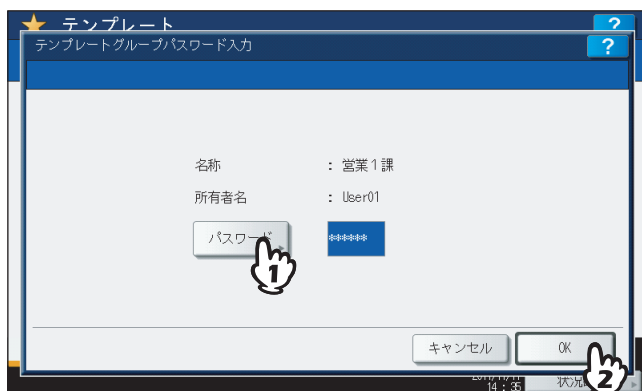 テンプレート
?
テンプレートグループパスワード入力
?
名称 : 営業1課
所有者名 : User01
パスワード ******
1
キャンセル OK
2
14:35 状況